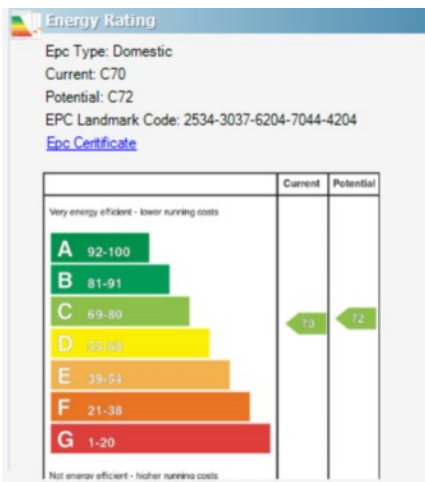 Energy Rating
Epc Type: Domestic
Current: C70
Potential: C72
EPC Landmark Code: 2534-3037-6204-7044-4204
Epc Certificate
Current Potential
Very energy efficient - lower running costs
A 92-100
B 81-91
C 69-80
D 55-68
E 39-54
F 21-38
G 1-20
70
72
Not energy efficient - higher running costs